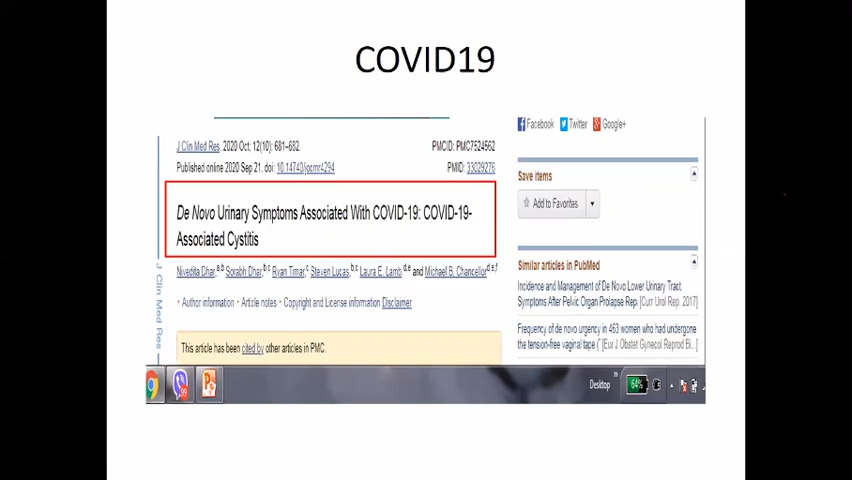 COVID19
J Clin Med Res. 2020 Oct; 12(10): 681–682.
PMCID: PMC7524562
Published online 2020 Sep 21. doi: 10.14740/jocmr4294
PMID: 33029276
De Novo Urinary Symptoms Associated With COVID-19: COVID-19-
Associated Cystitis
Nivedita Dhar,a,b Sorabh Dhar,b,c Ryan Timar,c Steven Lucas,b,c Laura E. Lamb,d,e and Michael B. Chancellord,e,f
Author information Article notes Copyright and License information Disclaimer
This article has been cited by other articles in PMC.
J Clin Med Res
Facebook Twitter Google+
Save items
Add to Favorites
Similar articles in PubMed
Incidence and Management of De Novo Lower Urinary Tract
Symptoms After Pelvic Organ Prolapse Rep [Curr Urol Rep. 2017]
Frequency of de novo urgency in 463 women who had undergone
the tension-free vaginal tape (' [Eur J Obstet Gynecol Reprod Bi...]
99
Desktop
»
64%